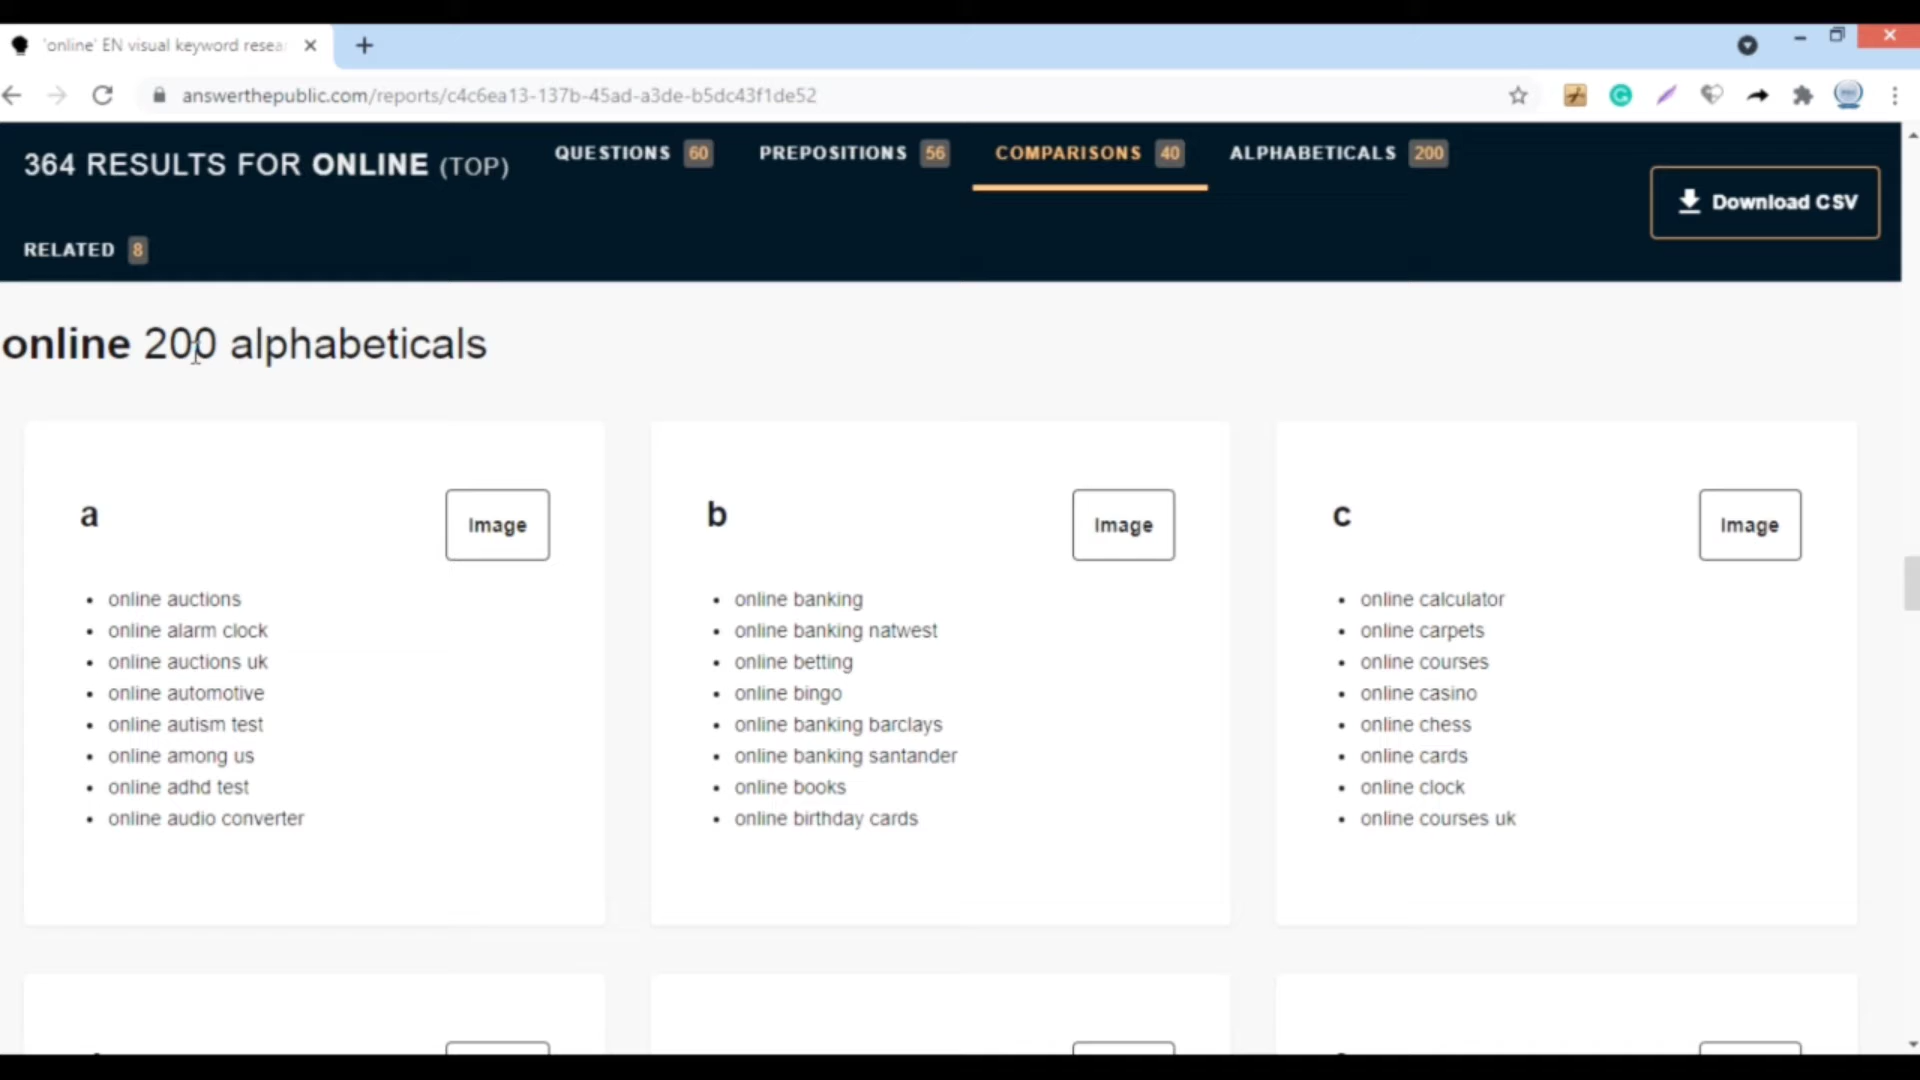 'online' EN visual keyword resea
answerthepublic.com/reports/c4c6ea13-137b-45ad-a3de-b5dc43f1de52
364 RESULTS FOR ONLINE (TOP)
QUESTIONS 60
PREPOSITIONS 56
COMPARISONS 40
ALPHABETICALS 200
Download CSV
RELATED 8
online 200 alphabeticals
a
Image
online auctions
online alarm clock
online auctions uk
online automotive
online autism test
online among us
online adhd test
online audio converter
b
Image
online banking
online banking natwest
online betting
online bingo
online banking barclays
online banking santander
online books
online birthday cards
c
Image
online calculator
online carpets
online courses
online casino
online chess
online cards
online clock
online courses uk